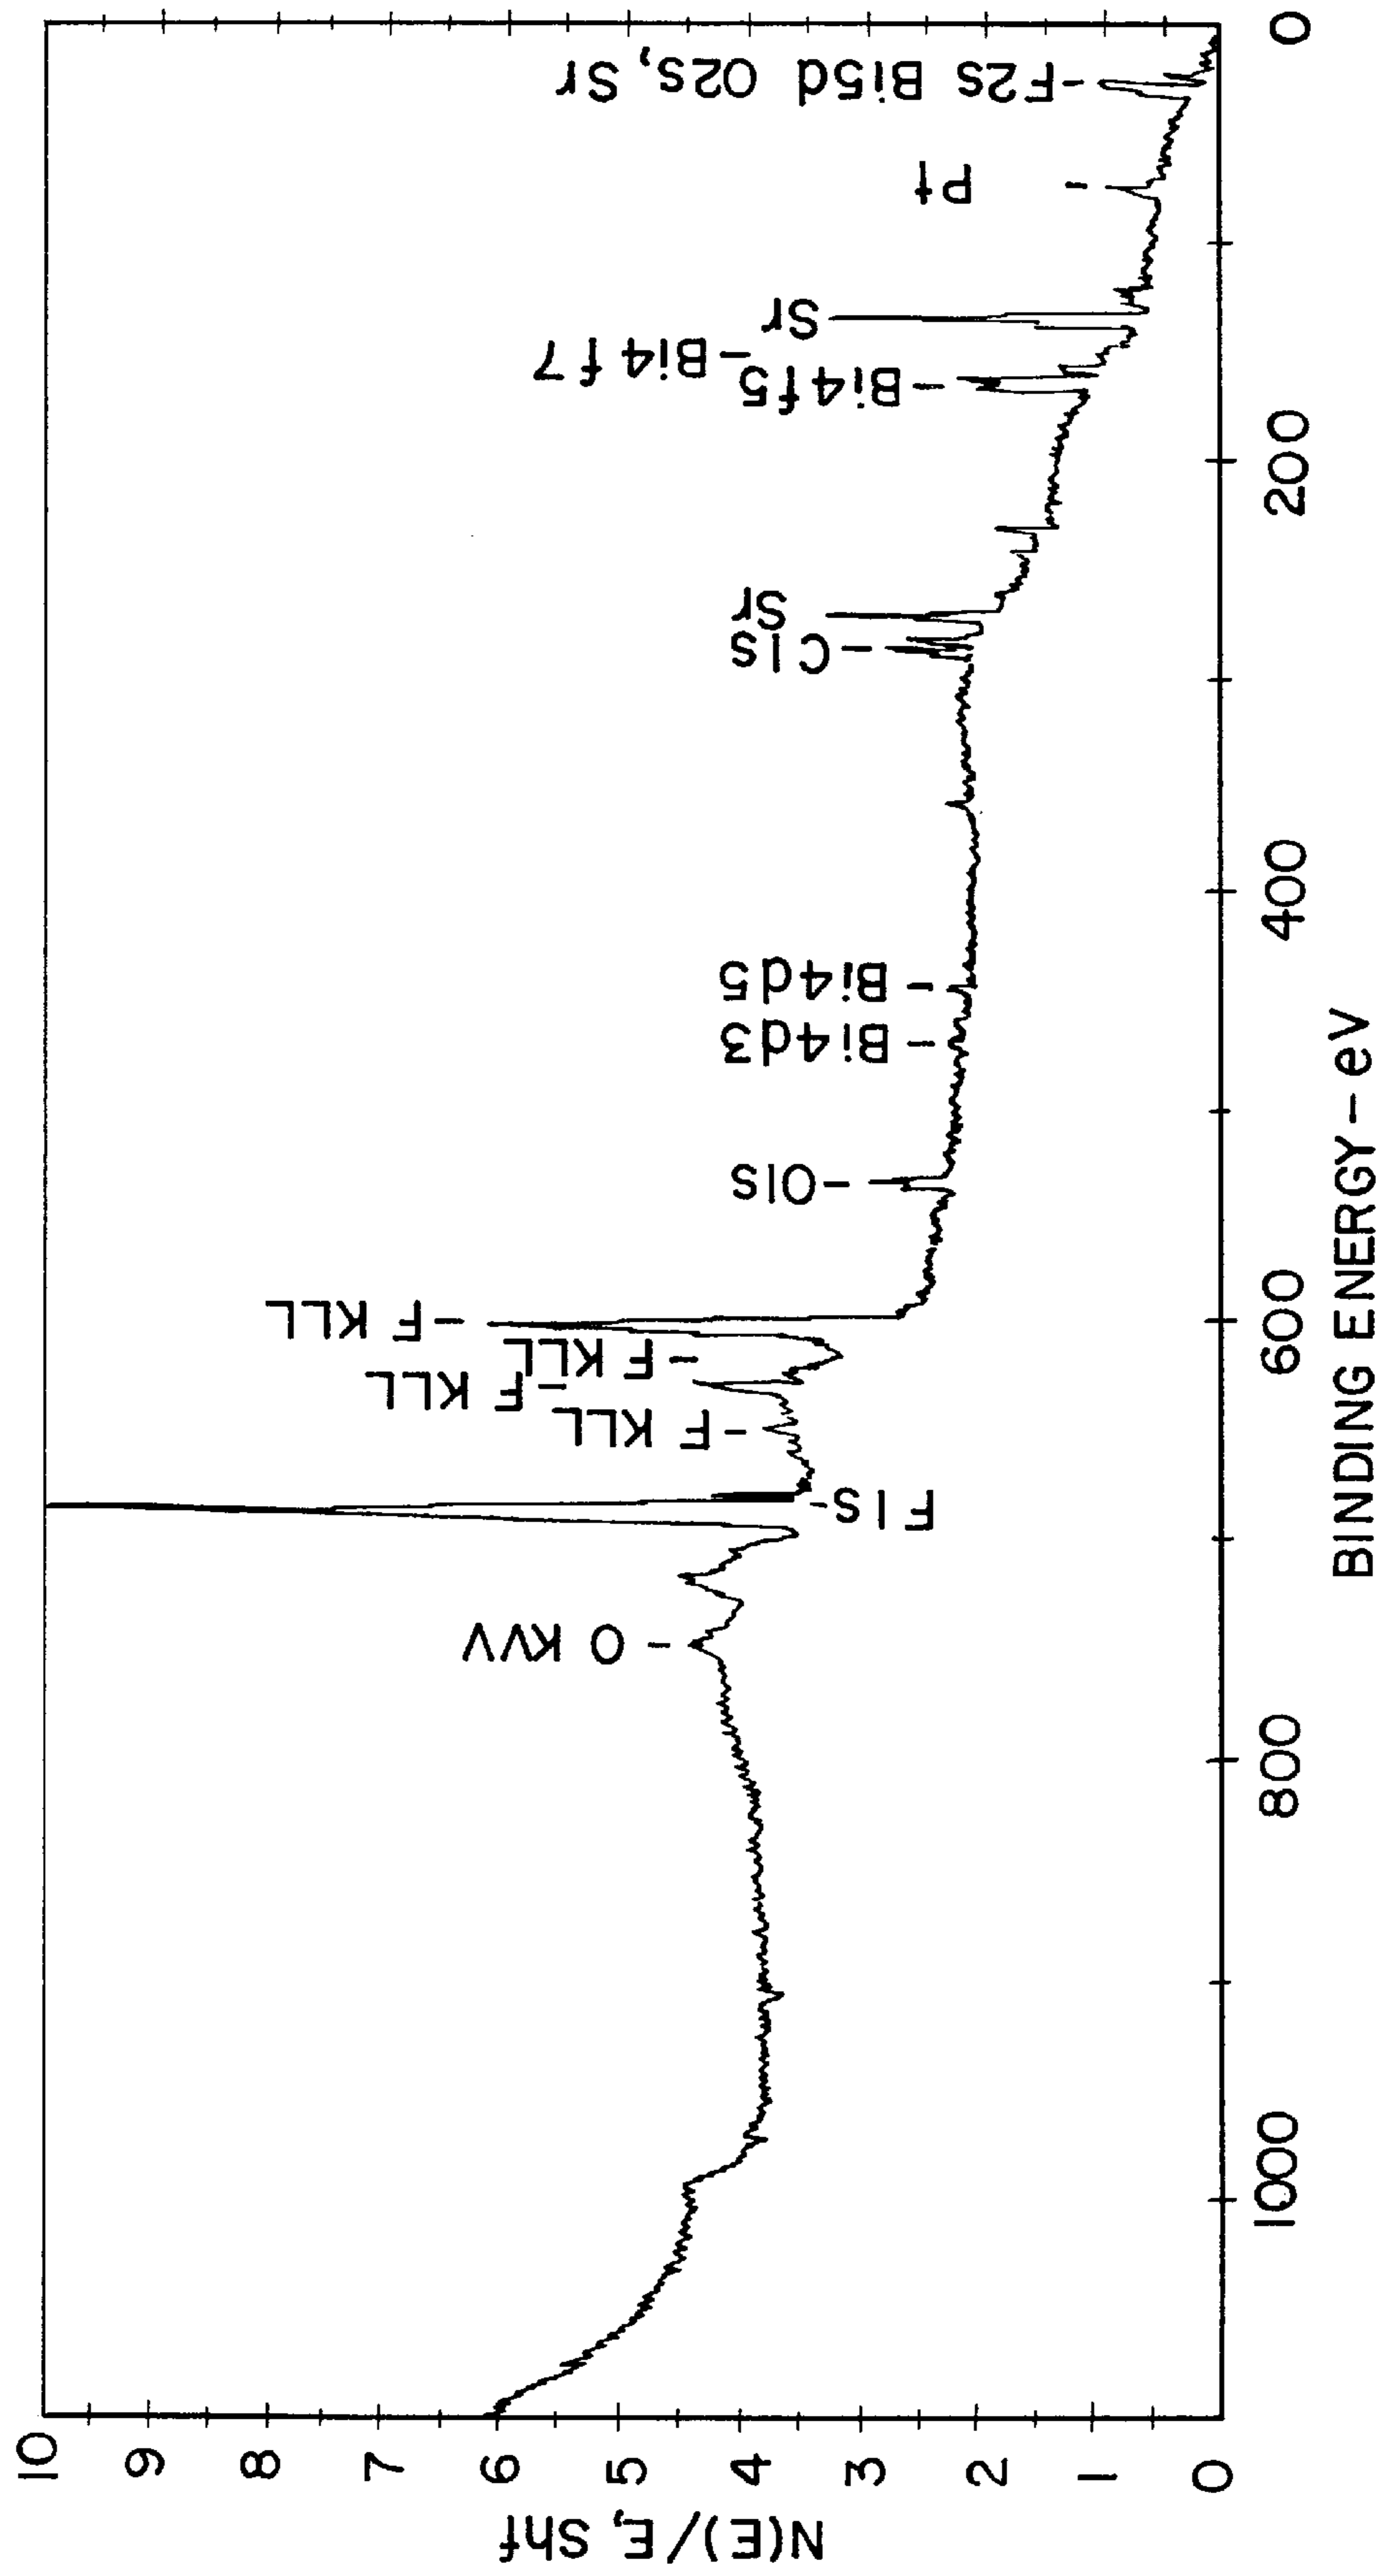 N(E)/E, Shf
10
9
8
7
6
5
4
3
2
1
0
O KVV
F1S
F KLL
F KLL
F KLL
F KLL
O1S
Bi4d3
Bi4d5
C1S
Sr
Bi4f5
Bi4f7
Sr
Pt
F2s Bi5d O2s, Sr
1000
800
600
400
200
0
BINDING ENERGY-eV